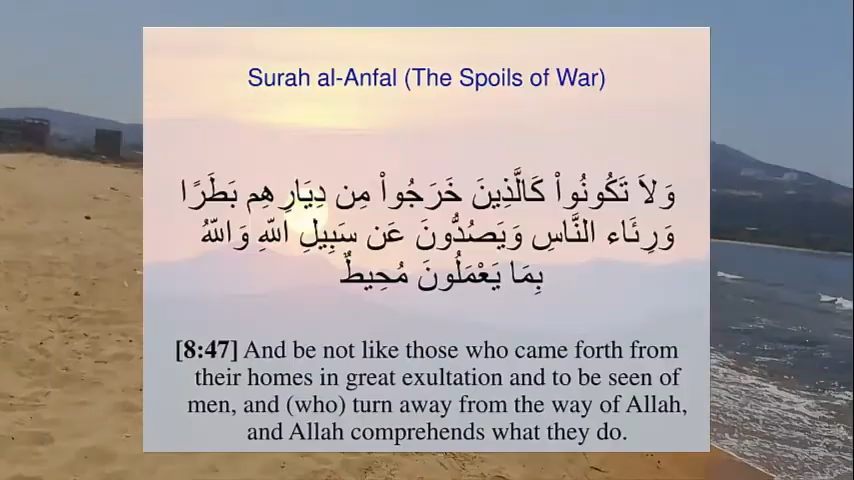 Surah al-Anfal (The Spoils of War)
وَلاَ تَكُونُواْ كَالَّذِينَ خَرَجُواْ مِن دِيَارِهِم بَطَرًا
وَرِئَاء النَّاسِ وَيَصُدُّونَ عَن سَبِيلِ اللّهِ وَاللّهُ
بِمَا يَعْمَلُونَ مُحِيطٌ
[8:47] And be not like those who came forth from
their homes in great exultation and to be seen of
men, and (who) turn away from the way of Allah,
and Allah comprehends what they do.